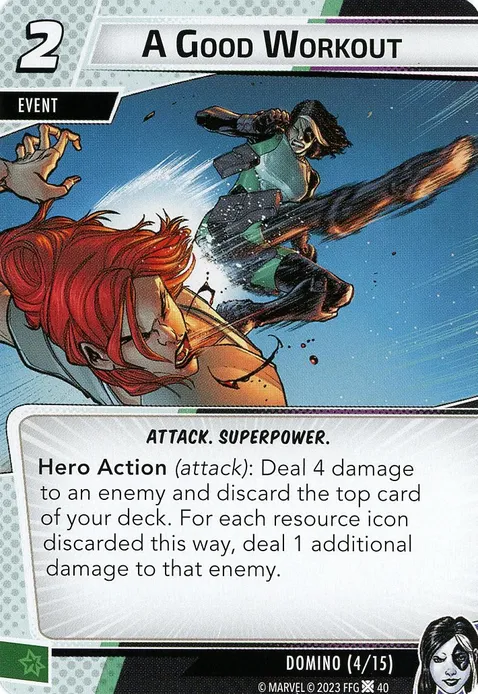 2
A Good Workout
EVENT
ATTACK. SUPERPOWER.
Hero Action (attack): Deal 4 damage
to an enemy and discard the top card
of your deck. For each resource icon
discarded this way, deal 1 additional
damage to that enemy.
DOMINO (4/15)
© MARVEL © 2023 FFG 40